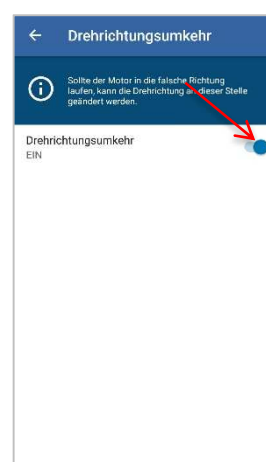 Drehrichtungsumkehr
Sollte der Motor in die falsche Richtung
laufen, kann die Drehrichtung an dieser Stelle
geändert werden.
Drehrichtungsumkehr
EIN